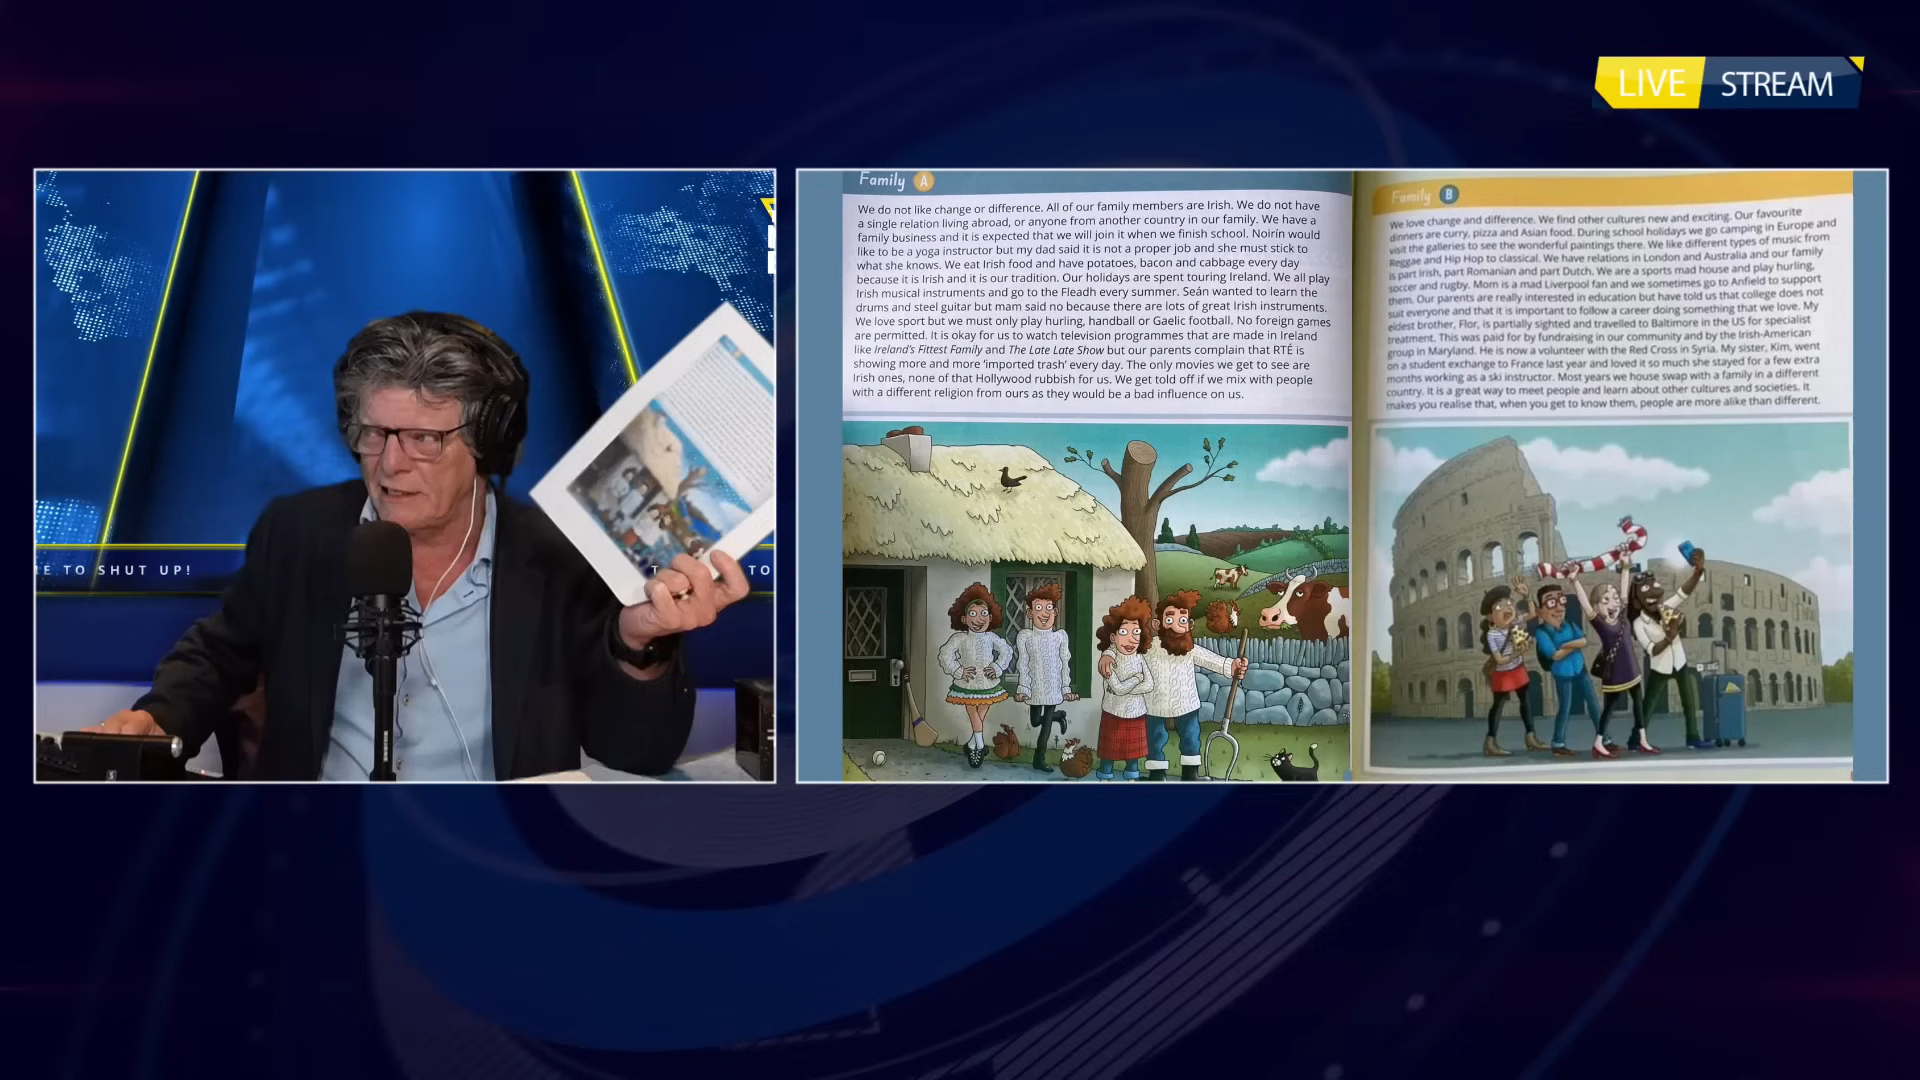 LIVE STREAM
E TO SHUT UP!
TO
Family A
We do not like change or difference. All of our family members are Irish. We do not have
a single relation living abroad, or anyone from another country in our family. We have a
family business and it is expected that we will join it when we finish school. Noirín would
like to be a yoga instructor but my dad said it is not a proper job and she must stick to
what she knows. We eat Irish food and have potatoes, bacon and cabbage every day
because it is Irish and it is our tradition. Our holidays are spent touring Ireland. We all play
Irish musical instruments and go to the Fleadh every summer. Seán wanted to learn the
drums and steel guitar but mam said no because there are lots of great Irish instruments.
We love sport but we must only play hurling, handball or Gaelic football. No foreign games
are permitted. It is okay for us to watch television programmes that are made in Ireland
like Ireland's Fittest Family and The Late Late Show but our parents complain that RTÉ is
showing more and more 'imported trash' every day. The only movies we get to see are
Irish ones, none of that Hollywood rubbish for us. We get told off if we mix with people
with a different religion from ours as they would be a bad influence on us.
Family B
We love change and difference. We find other cultures new and exciting. Our favourite
dinners are curry, pizza and Asian food. During school holidays we go camping in Europe and
visit the galleries to see the wonderful paintings there. We like different types of music from
Reggae and Hip Hop to classical. We have relations in London and Australia and our family
is part Irish, part Romanian and part Dutch. We are a sports mad house and play hurling,
soccer and rugby. Mom is a mad Liverpool fan and we sometimes go to Anfield to support
them. Our parents are really interested in education but have told us that college does not
suit everyone and that it is important to follow a career doing something that we love. My
eldest brother, Flor, is partially sighted and travelled to Baltimore in the US for specialist
treatment. This was paid for by fundraising in our community and by the Irish-American
group in Maryland. He is now a volunteer with the Red Cross in Syria. My sister, Kim, went
on a student exchange to France last year and loved it so much she stayed for a few extra
months working as a ski instructor. Most years we house swap with a family in a different
country. It is a great way to meet people and learn about other cultures and societies. It
makes you realise that, when you get to know them, people are more alike than different.